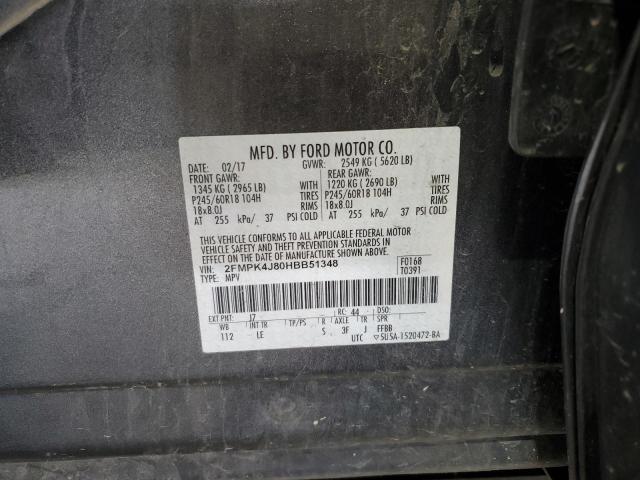 MFD. BY FORD MOTOR CO.
DATE: 02/17 GVWR: 2549 KG ( 5620 LB)
FRONT GAWR: REAR GAWR:
1345 KG ( 2965 LB) WITH 1220 KG ( 2690 LB) WITH
P245/60R18 104H TIRES P245/60R18 104H TIRES
18x8.0J RIMS 18x8.0J RIMS
AT 255 kPa/ 37 PSI COLD AT 255 kPa/ 37 PSI COLD
THIS VEHICLE CONFORMS TO ALL APPLICABLE FEDERAL MOTOR
VEHICLE SAFETY AND THEFT PREVENTION STANDARDS IN
EFFECT ON THE DATE OF MANUFACTURE SHOWN ABOVE.
VIN: 2FMPK4J80HBB51348 F0168
TYPE: MPV T0391
EXT PNT: J7 RC: 44 DSO:
WB INT TR TP/PS R AXLE TR SPR
112 LE S 3F J FFBB
UTC ▽5U5A-1520472-BA